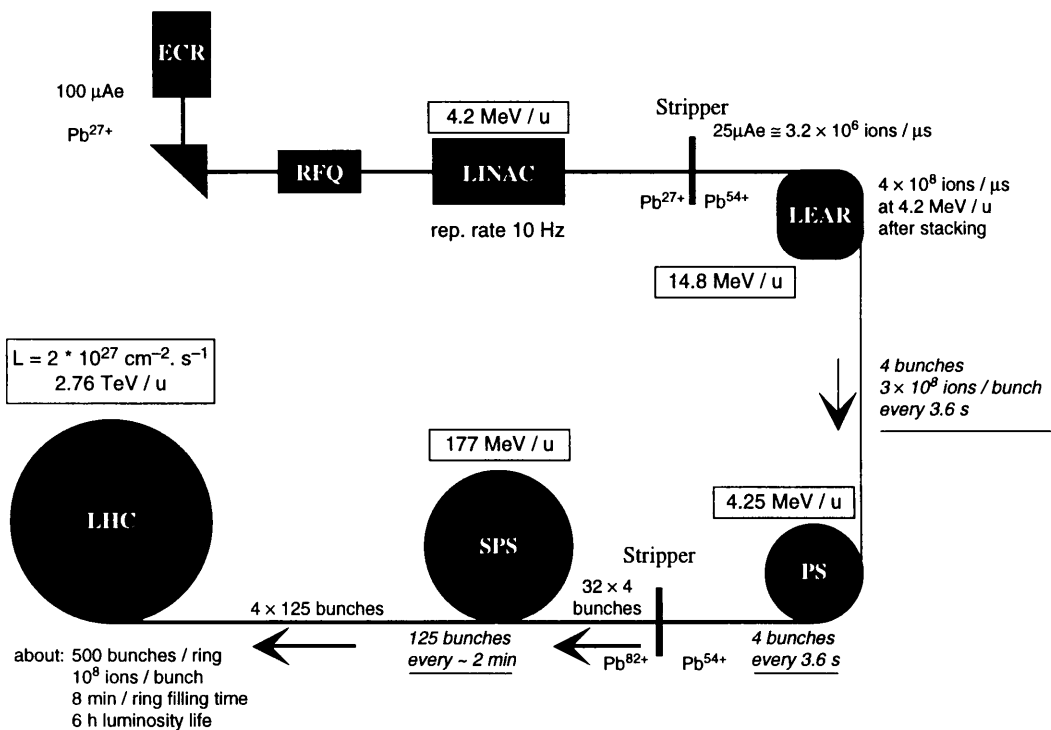 ECR
100 μAe
Pb²⁷⁺
RFQ
4.2 MeV / u
LINAC
rep. rate 10 Hz
Stripper
25μAe ≅ 3.2 × 10⁶ ions / μs
Pb²⁷⁺
Pb⁵⁴⁺
LEAR
4 × 10⁸ ions / μs
at 4.2 MeV / u
after stacking
14.8 MeV / u
4 bunches
3 × 10⁸ ions / bunch
every 3.6 s
L = 2 * 10²⁷ cm⁻². s⁻¹
2.76 TeV / u
LHC
177 MeV / u
SPS
4.25 MeV / u
PS
Stripper
32 × 4
bunches
4 × 125 bunches
125 bunches
every ~ 2 min
Pb⁸²⁺
Pb⁵⁴⁺
4 bunches
every 3.6 s
about: 500 bunches / ring
10⁸ ions / bunch
8 min / ring filling time
6 h luminosity life